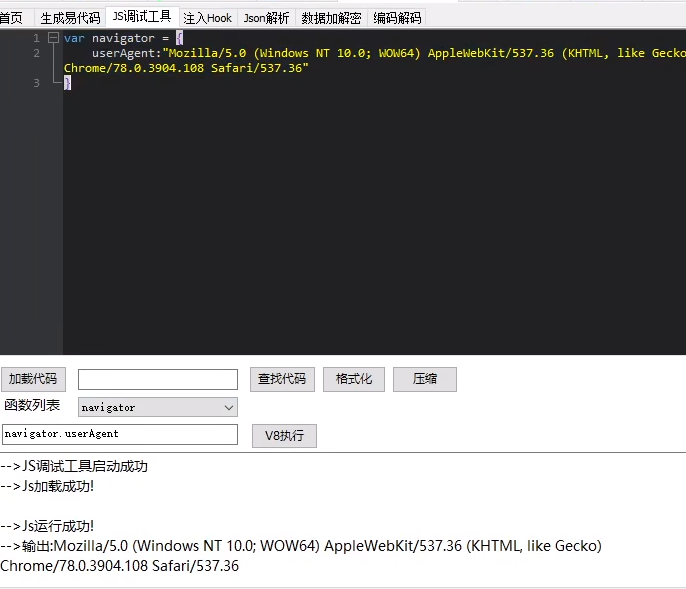 首页 生成易代码 JS调试工具 注入Hook Json解析 数据加解密 编码解码
1 var navigator = {
2 userAgent:"Mozilla/5.0 (Windows NT 10.0; WOW64) AppleWebKit/537.36 (KHTML, like Gecko
Chrome/78.0.3904.108 Safari/537.36"
3 }
加载代码 查找代码 格式化 压缩
函数列表 navigator
navigator.userAgent V8执行
-->JS调试工具启动成功
-->Js加载成功!
-->Js运行成功!
-->输出:Mozilla/5.0 (Windows NT 10.0; WOW64) AppleWebKit/537.36 (KHTML, like Gecko)
Chrome/78.0.3904.108 Safari/537.36